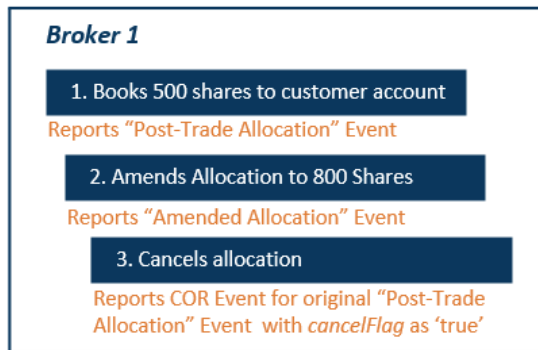 Broker 1
1. Books 500 shares to customer account
Reports “Post-Trade Allocation” Event
2. Amends Allocation to 800 Shares
Reports “Amended Allocation” Event
3. Cancels allocation
Reports COR Event for original “Post-Trade
Allocation” Event with cancelFlag as ‘true’